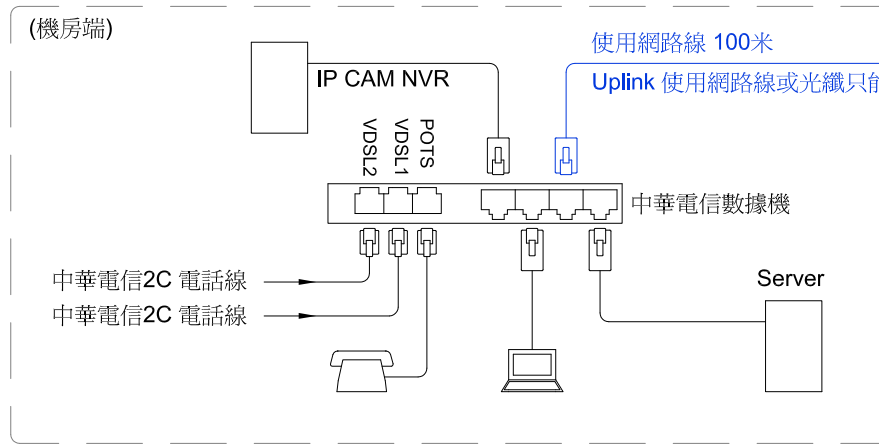 (機房端)
使用網路線 100米
Uplink 使用網路線或光纖只能
IP CAM NVR
VDSL2
VDSL1
POTS
中華電信數據機
中華電信2C 電話線
中華電信2C 電話線
Server